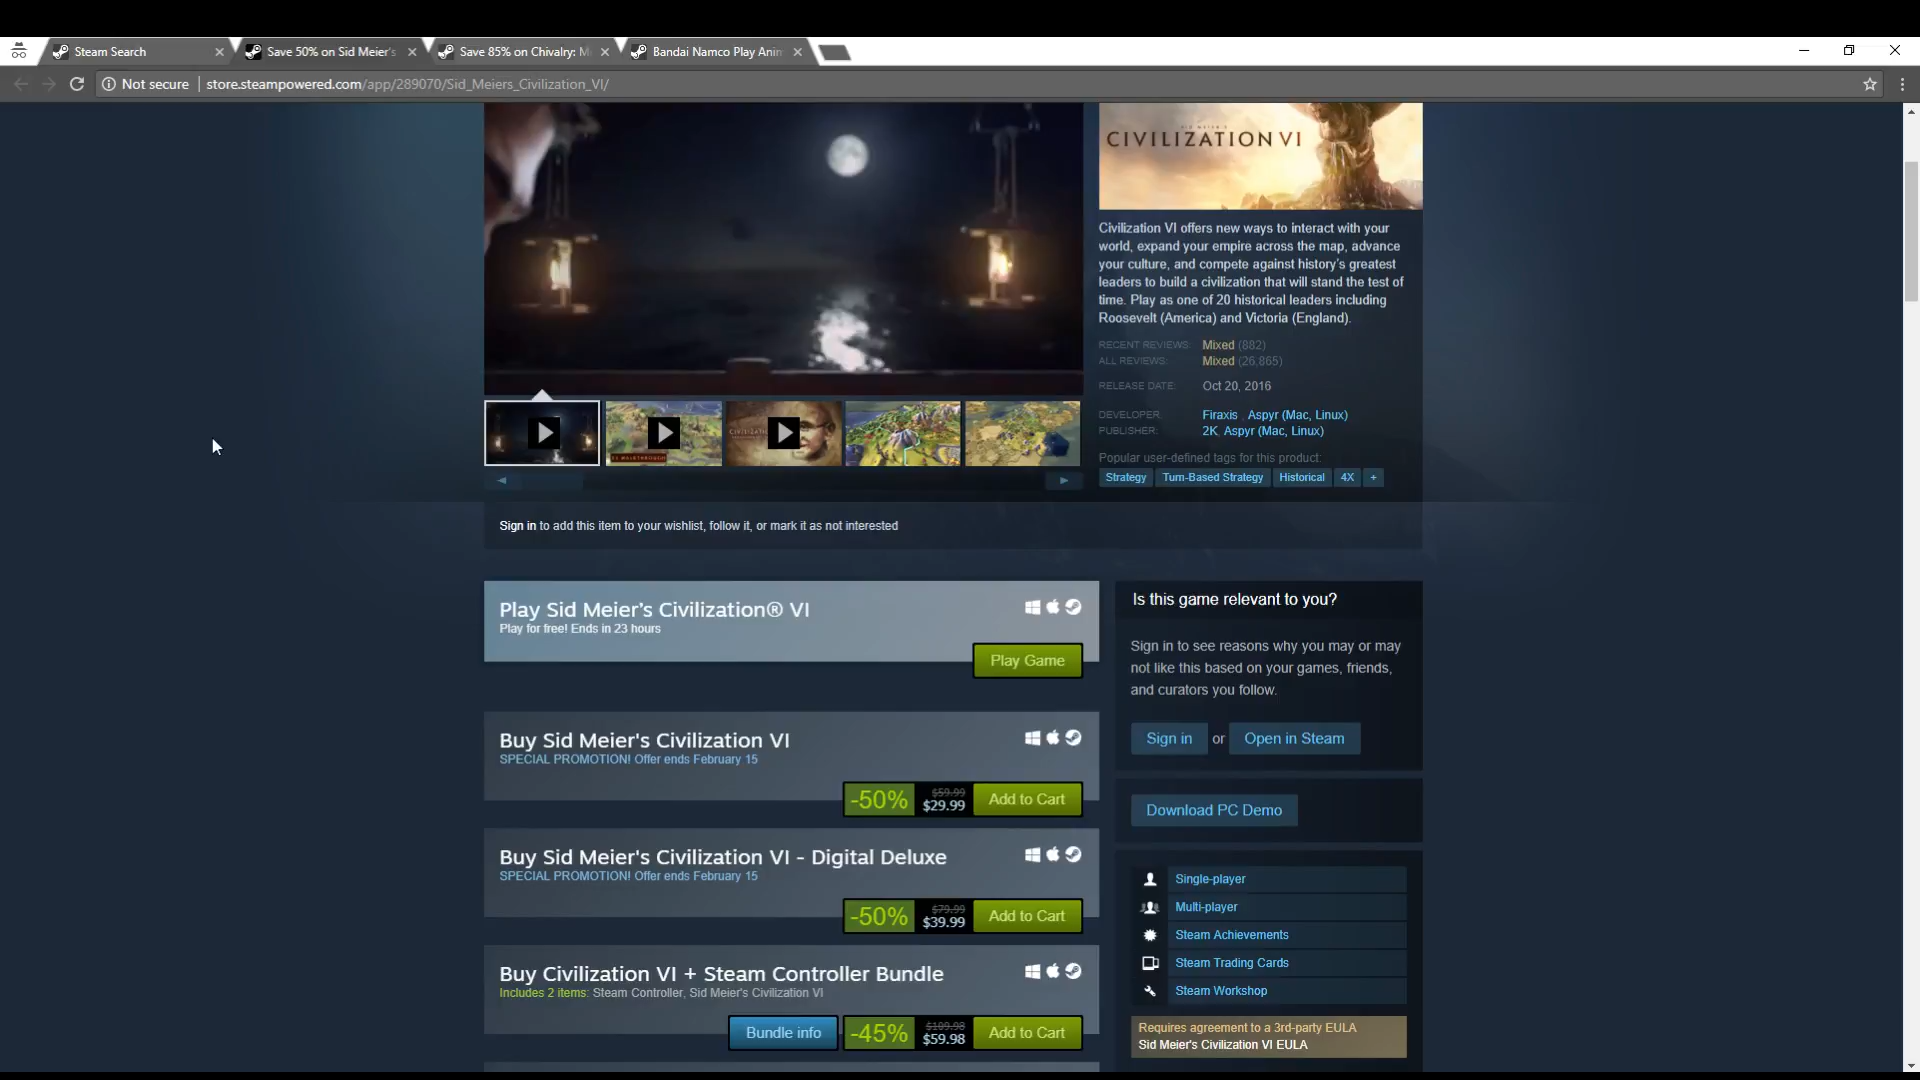 Steam Search
Save 50% on Sid Meier's
Save 85% on Chivalry: M
Bandai Namco Play Anim
Not secure
store.steampowered.com/app/289070/Sid_Meiers_Civilization_VI/
SID MEIER'S
CIVILIZATION VI
Civilization VI offers new ways to interact with your
world, expand your empire across the map, advance
your culture, and compete against history's greatest
leaders to build a civilization that will stand the test of
time. Play as one of 20 historical leaders including
Roosevelt (America) and Victoria (England).
RECENT REVIEWS: Mixed (882)
ALL REVIEWS: Mixed (26,865)
RELEASE DATE: Oct 20, 2016
DEVELOPER: Firaxis , Aspyr (Mac, Linux)
PUBLISHER: 2K, Aspyr (Mac, Linux)
Popular user-defined tags for this product:
Strategy Turn-Based Strategy Historical 4X +
Sign in to add this item to your wishlist, follow it, or mark it as not interested
Play Sid Meier's Civilization® VI
Play for free! Ends in 23 hours
Play Game
Buy Sid Meier's Civilization VI
SPECIAL PROMOTION! Offer ends February 15
-50% $59.99 $29.99 Add to Cart
Buy Sid Meier's Civilization VI - Digital Deluxe
SPECIAL PROMOTION! Offer ends February 15
-50% $79.99 $39.99 Add to Cart
Buy Civilization VI + Steam Controller Bundle
Includes 2 items: Steam Controller, Sid Meier's Civilization VI
Bundle info -45% $109.98 $59.98 Add to Cart
Is this game relevant to you?
Sign in to see reasons why you may or may
not like this based on your games, friends,
and curators you follow.
Sign in or Open in Steam
Download PC Demo
Single-player
Multi-player
Steam Achievements
Steam Trading Cards
Steam Workshop
Requires agreement to a 3rd-party EULA
Sid Meier's Civilization VI EULA